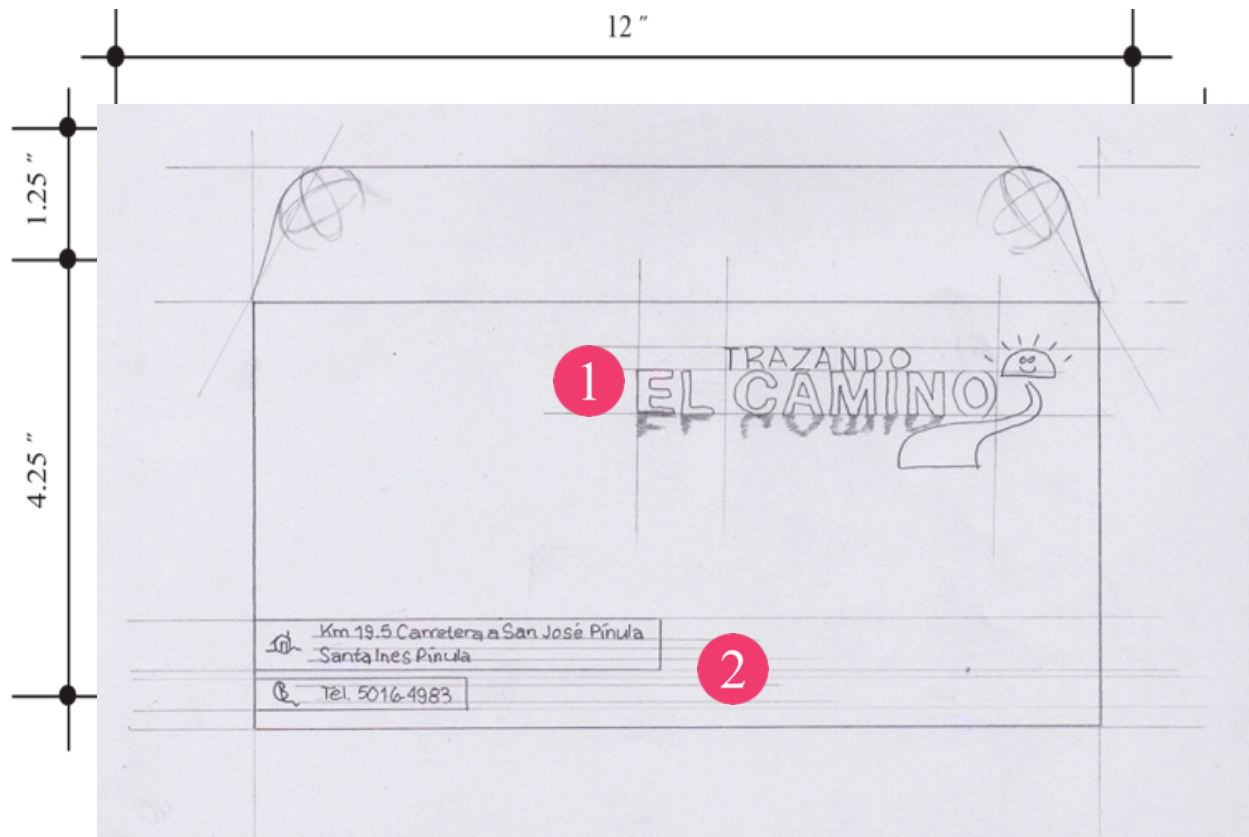 12 "
1.25 "
4.25 "
1
TRAZANDO
EL CAMINO
Km 19.5 Carretera a San José Pinula
Santa Ines Pinula
2
Tél. 5016-4983